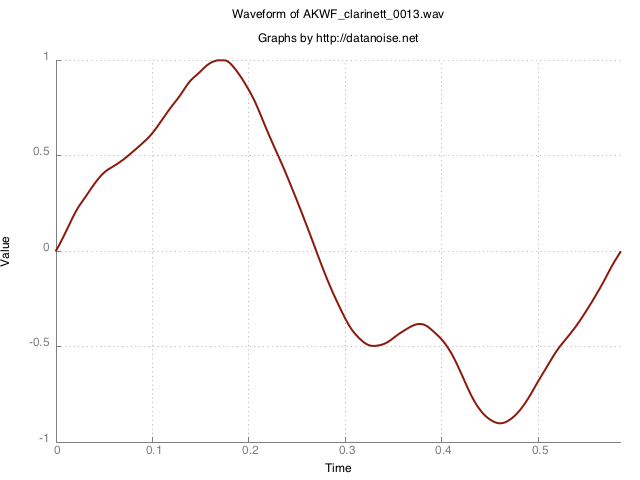 Waveform of AKWF_clarinett_0013.wav
Graphs by http://datanoise.net
1
0.5
0
-0.5
-1
Value
0 0.1 0.2 0.3 0.4 0.5
Time